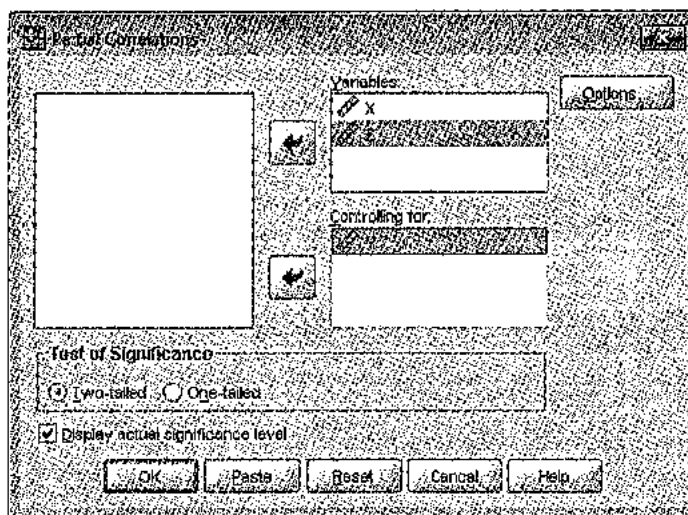 Partial Correlations
Variables:
Options
X
Controlling for:
Test of Significance
Two-tailed One-tailed
Display actual significance level
OK Paste Reset Cancel Help